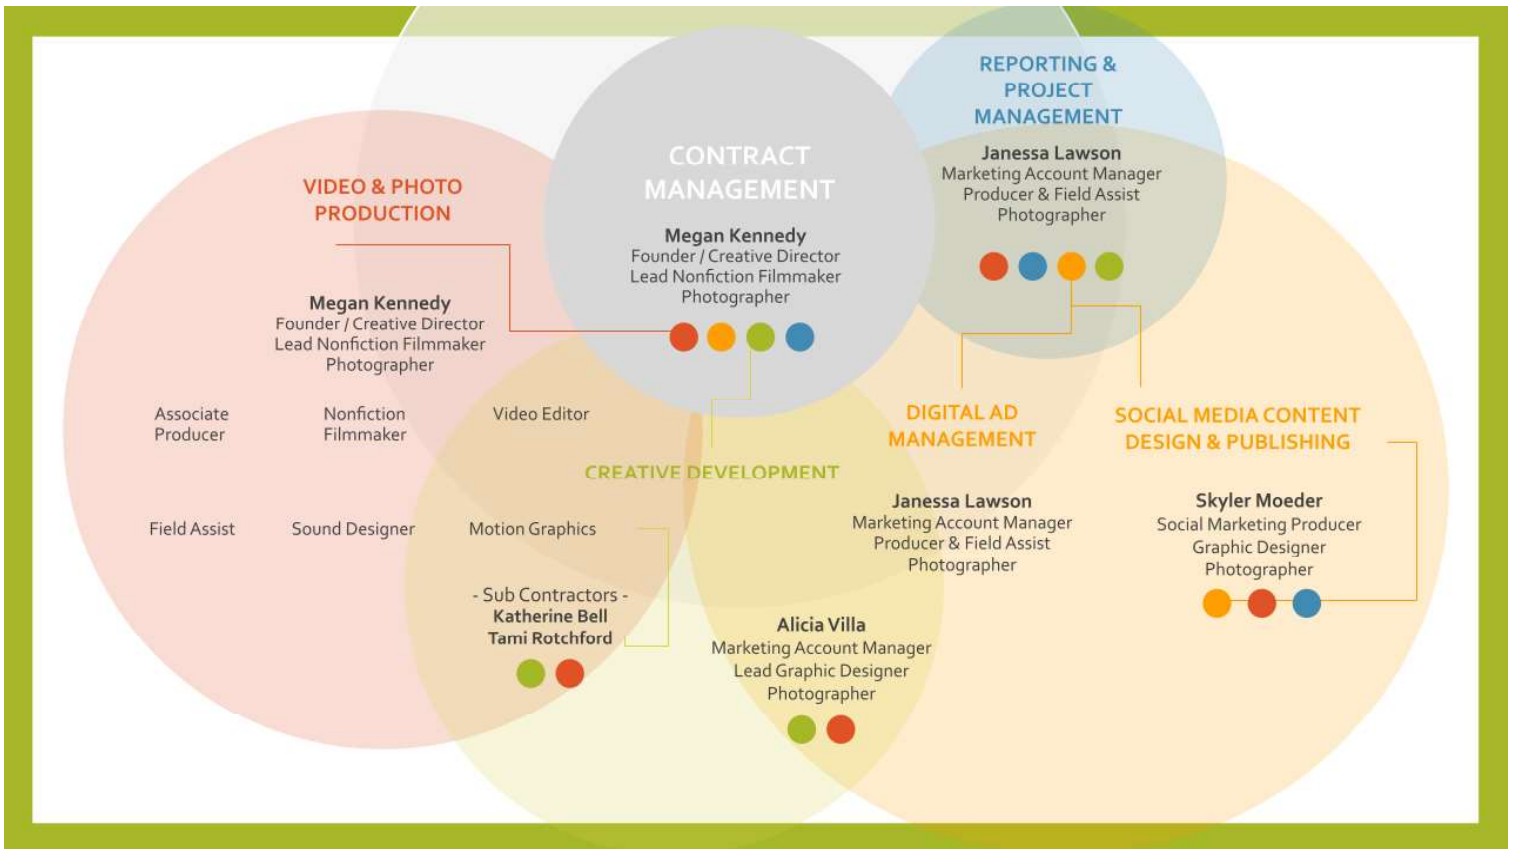 REPORTING &
PROJECT
MANAGEMENT
Janessa Lawson
Marketing Account Manager
Producer & Field Assist
Photographer
CONTRACT
MANAGEMENT
Megan Kennedy
Founder / Creative Director
Lead Nonfiction Filmmaker
Photographer
VIDEO & PHOTO
PRODUCTION
Megan Kennedy
Founder / Creative Director
Lead Nonfiction Filmmaker
Photographer
Associate
Producer
Nonfiction
Filmmaker
Video Editor
Field Assist
Sound Designer
Motion Graphics
- Sub Contractors -
Katherine Bell
Tami Rotchford
CREATIVE DEVELOPMENT
Alicia Villa
Marketing Account Manager
Lead Graphic Designer
Photographer
DIGITAL AD
MANAGEMENT
Janessa Lawson
Marketing Account Manager
Producer & Field Assist
Photographer
SOCIAL MEDIA CONTENT
DESIGN & PUBLISHING
Skyler Moeder
Social Marketing Producer
Graphic Designer
Photographer